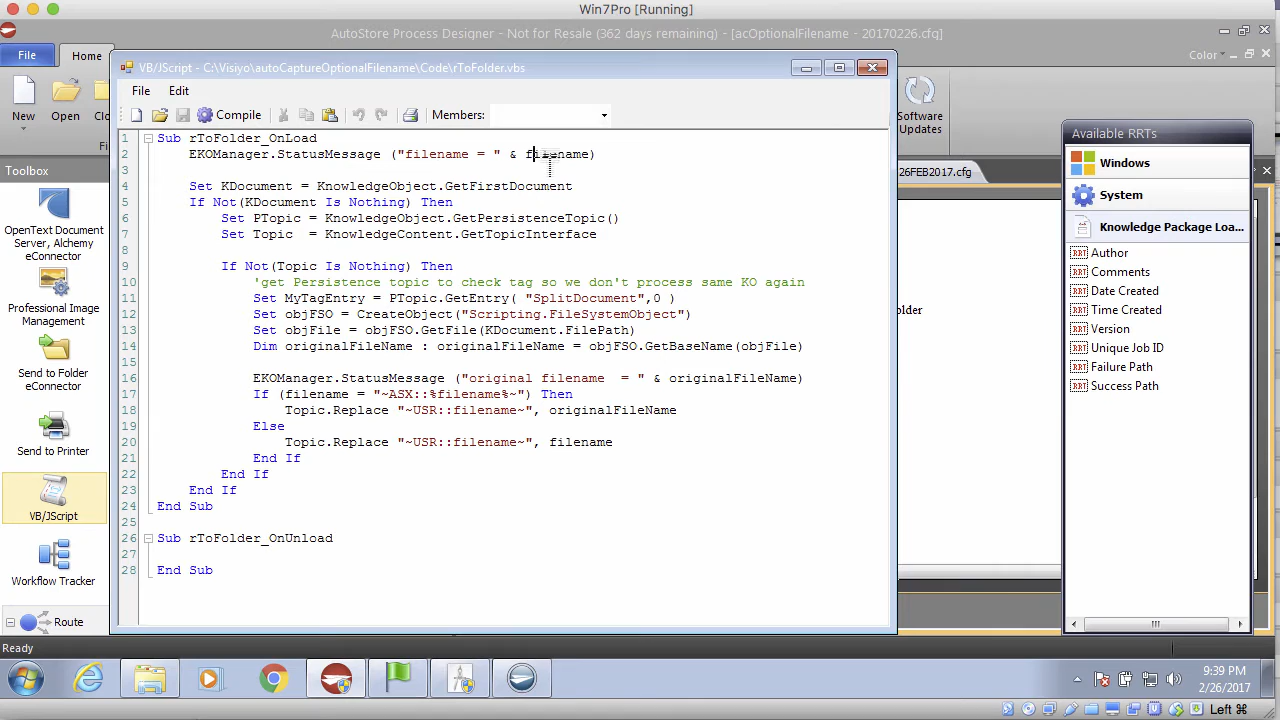 Win7Pro [Running]
AutoStore Process Designer - Not for Resale (362 days remaining) - [acOptionalFilename - 20170226.cfg]
File
Home
Color
New
Open
Clo
Fi
Software
Updates
26FEB2017.cfg
older
VB/JScript - C:\Visiyo\autoCaptureOptionalFilename\Code\rToFolder.vbs
File Edit
Compile
Members:
1 Sub rToFolder_OnLoad
2 EKOManager.StatusMessage ("filename = " & filename)
3
4 Set KDocument = KnowledgeObject.GetFirstDocument
5 If Not(KDocument Is Nothing) Then
6 Set PTopic = KnowledgeObject.GetPersistenceTopic()
7 Set Topic  = KnowledgeContent.GetTopicInterface
8
9 If Not(Topic Is Nothing) Then
10 'get Persistence topic to check tag so we don't process same KO again
11 Set MyTagEntry = PTopic.GetEntry( "SplitDocument",0 )
12 Set objFSO = CreateObject("Scripting.FileSystemObject")
13 Set objFile = objFSO.GetFile(KDocument.FilePath)
14 Dim originalFileName : originalFileName = objFSO.GetBaseName(objFile)
15
16 EKOManager.StatusMessage ("original filename  = " & originalFileName)
17 If (filename = "~ASX::%filename%~") Then
18 Topic.Replace "~USR::filename~", originalFileName
19 Else
20 Topic.Replace "~USR::filename~", filename
21 End If
22 End If
23 End If
24 End Sub
25
26 Sub rToFolder_OnUnload
27
28 End Sub
OpenText Document
Server, Alchemy
eConnector
Professional Image
Management
Send to Folder
eConnector
Send to Printer
VB/JScript
Workflow Tracker
Route
Ready
Available RRTs
Windows
System
Knowledge Package Loa...
RRT Author
RRT Comments
RRT Date Created
RRT Time Created
RRT Version
RRT Unique Job ID
RRT Failure Path
RRT Success Path
9:39 PM
2/26/2017
Left ⌘